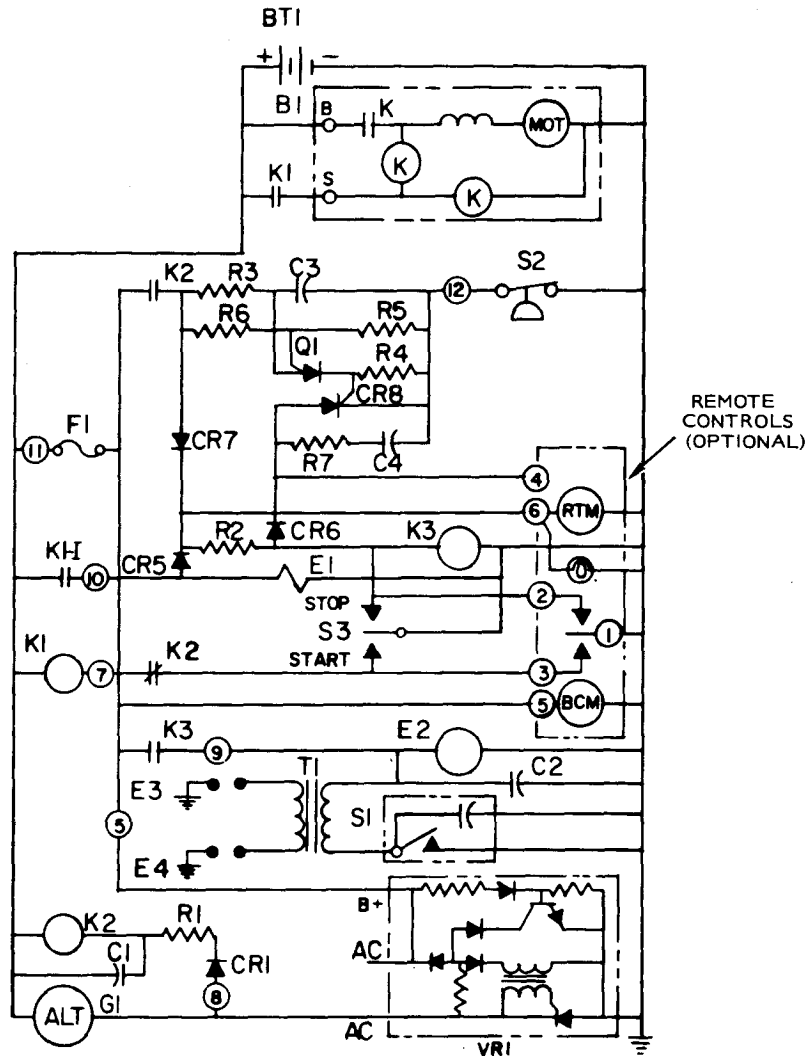 BT1
+ −
B1 B K MOT
K
K1 S K
K2 R3 C3 12 S2
R6 R5
Q1 R4
CR8
REMOTE
CONTROLS
(OPTIONAL)
11 F1 CR7
R7 C4
4
6 RTM
R2 CR6 K3
KH
10 CR5 E1
STOP 2
S3 1
START
K1 7 K2 3
5 BCM
K3 9 E2
T1 C2
E3
S1
5
E4
B+
K2 R1
C1 AC
CR1
8
ALT G1
AC
VR1